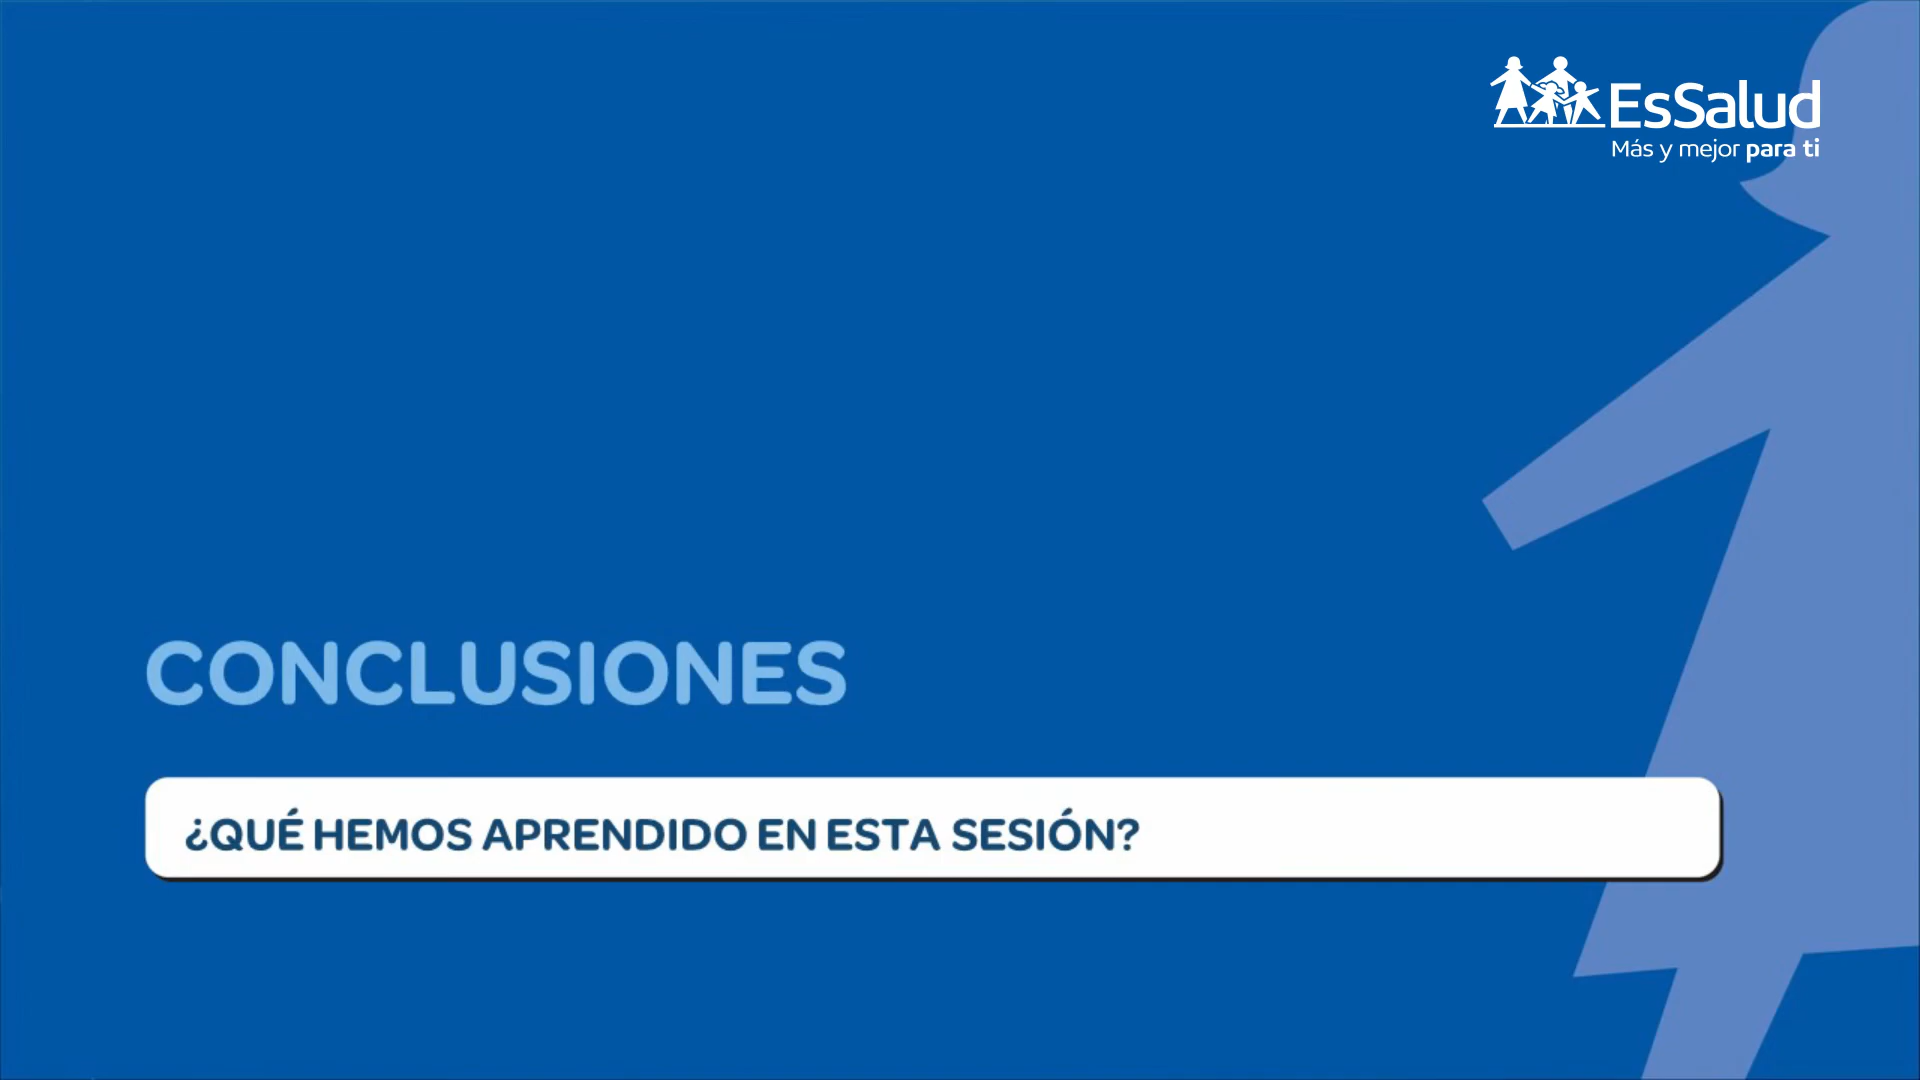 EsSalud
Más y mejor para ti
CONCLUSIONES
¿QUÉ HEMOS APRENDIDO EN ESTA SESIÓN?